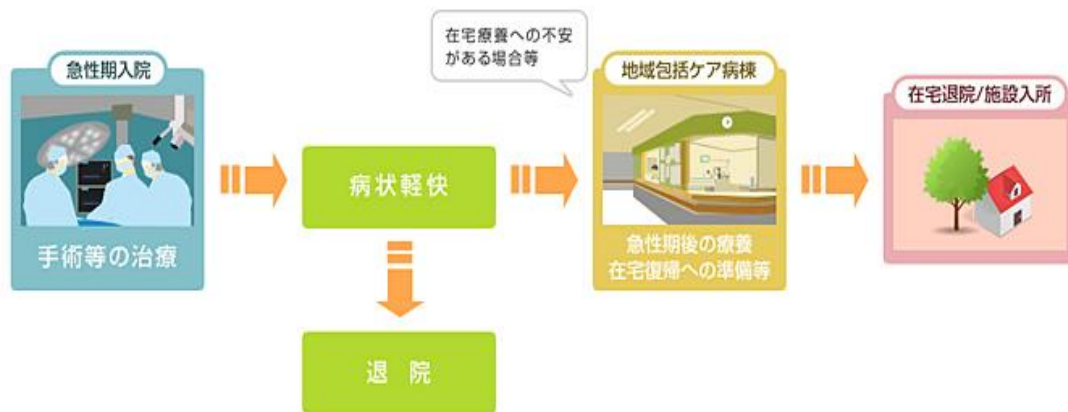 在宅療養への不安
がある場合等
急性期入院
手術等の治療
病状軽快
退 院
地域包括ケア病棟
急性期後の療養
在宅復帰への準備等
在宅退院/施設入所